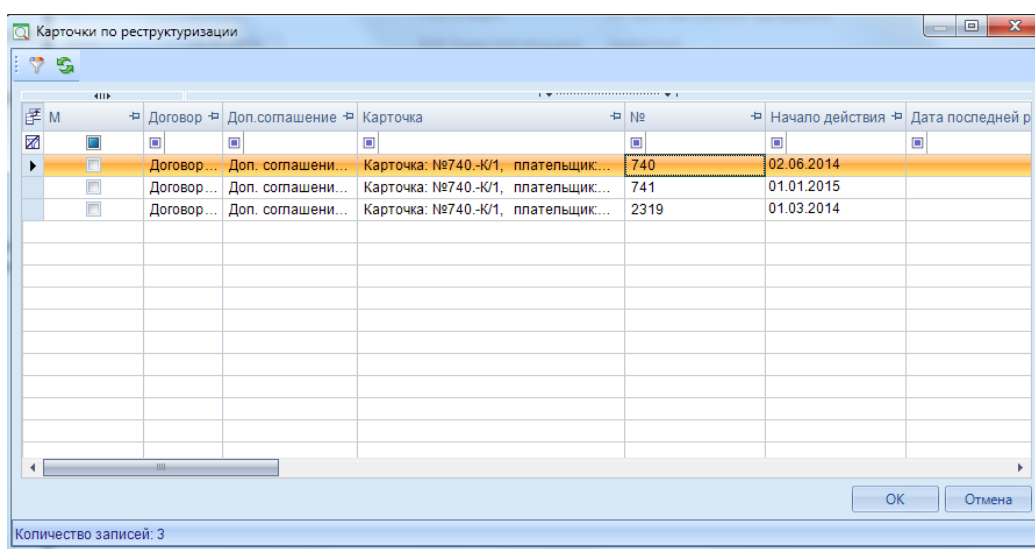 Карточки по реструктуризации
М Договор Доп.соглашение Карточка № Начало действия Дата последней р
Договор... Доп. соглашени... Карточка: №740.-К/1, плательщик:... 740 02.06.2014
Договор... Доп. соглашени... Карточка: №740.-К/1, плательщик:... 741 01.01.2015
Договор... Доп. соглашени... Карточка: №740.-К/1, плательщик:... 2319 01.03.2014
OK Отмена
Количество записей: 3